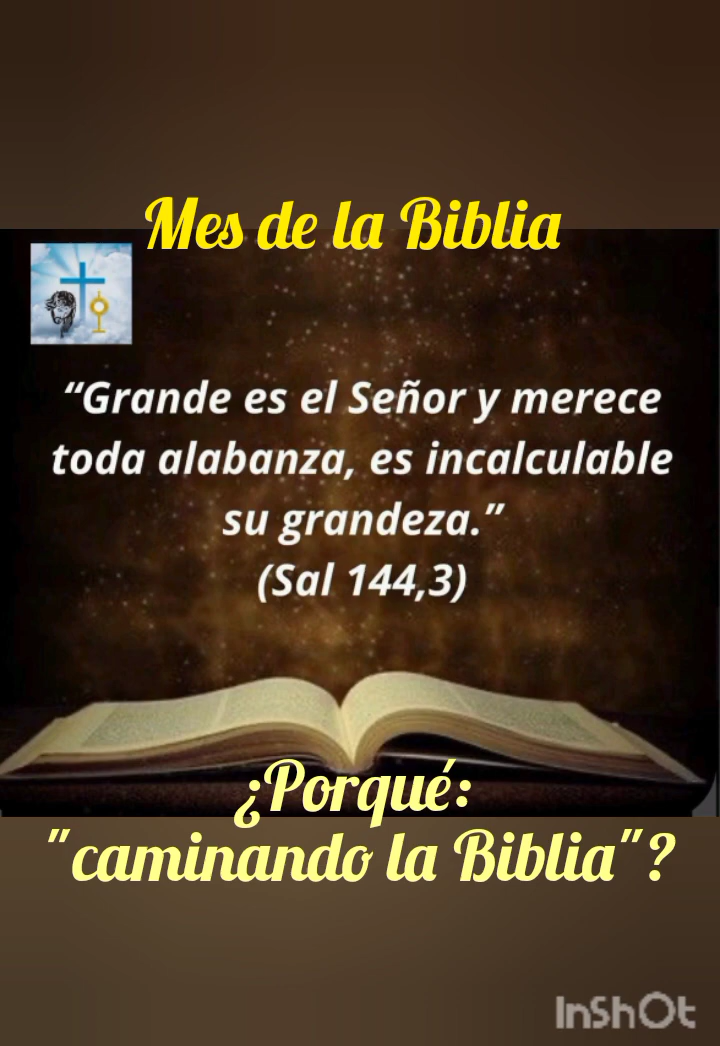 Mes de la Biblia
“Grande es el Señor y merece
toda alabanza, es incalculable
su grandeza.”
(Sal 144,3)
¿Porqué:
"caminando la Biblia"?
InShOt